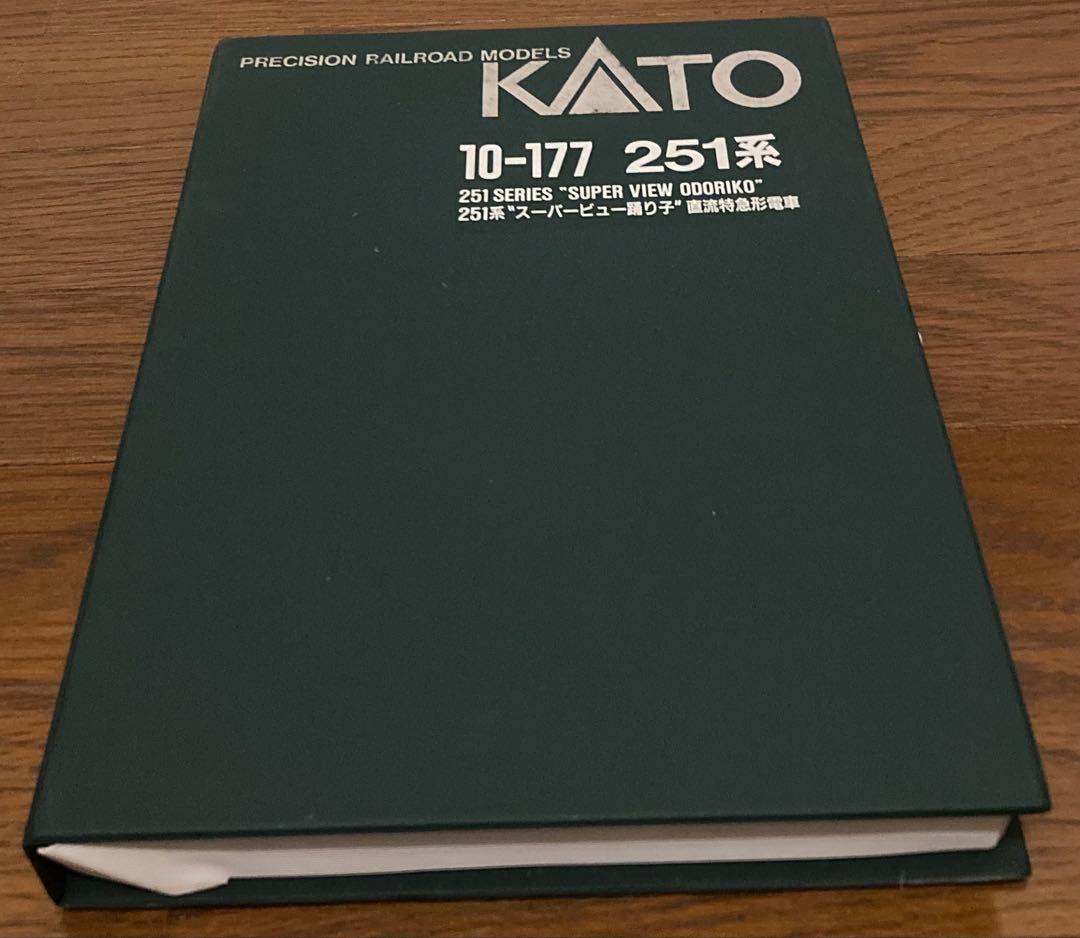 PRECISION RAILROAD MODELS
KATO
10-177 251系
251 SERIES "SUPER VIEW ODORIKO"
251系"スーパービュー踊り子"直流特急形電車